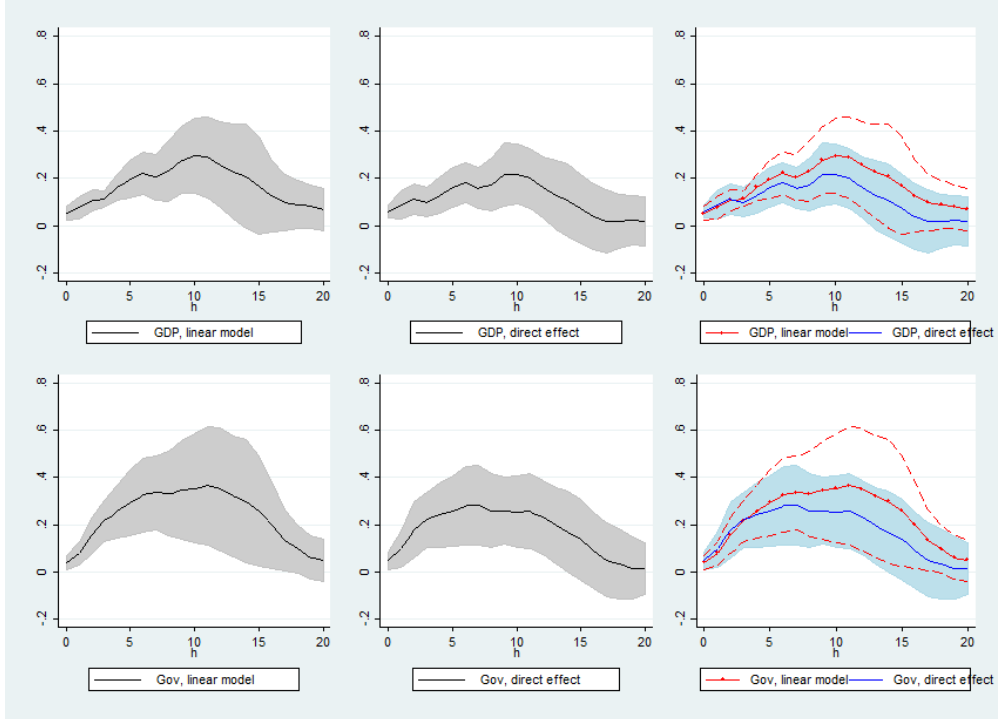 .8
.6
.4
.2
0
-.2
0 5 10 15 20
h
GDP, linear model
.8
.6
.4
.2
0
-.2
0 5 10 15 20
h
GDP, direct effect
.8
.6
.4
.2
0
-.2
0 5 10 15 20
h
GDP, linear model GDP, direct effect
.8
.6
.4
.2
0
-.2
0 5 10 15 20
h
Gov, linear model
.8
.6
.4
.2
0
-.2
0 5 10 15 20
h
Gov, direct effect
.8
.6
.4
.2
0
-.2
0 5 10 15 20
h
Gov, linear model Gov, direct effect